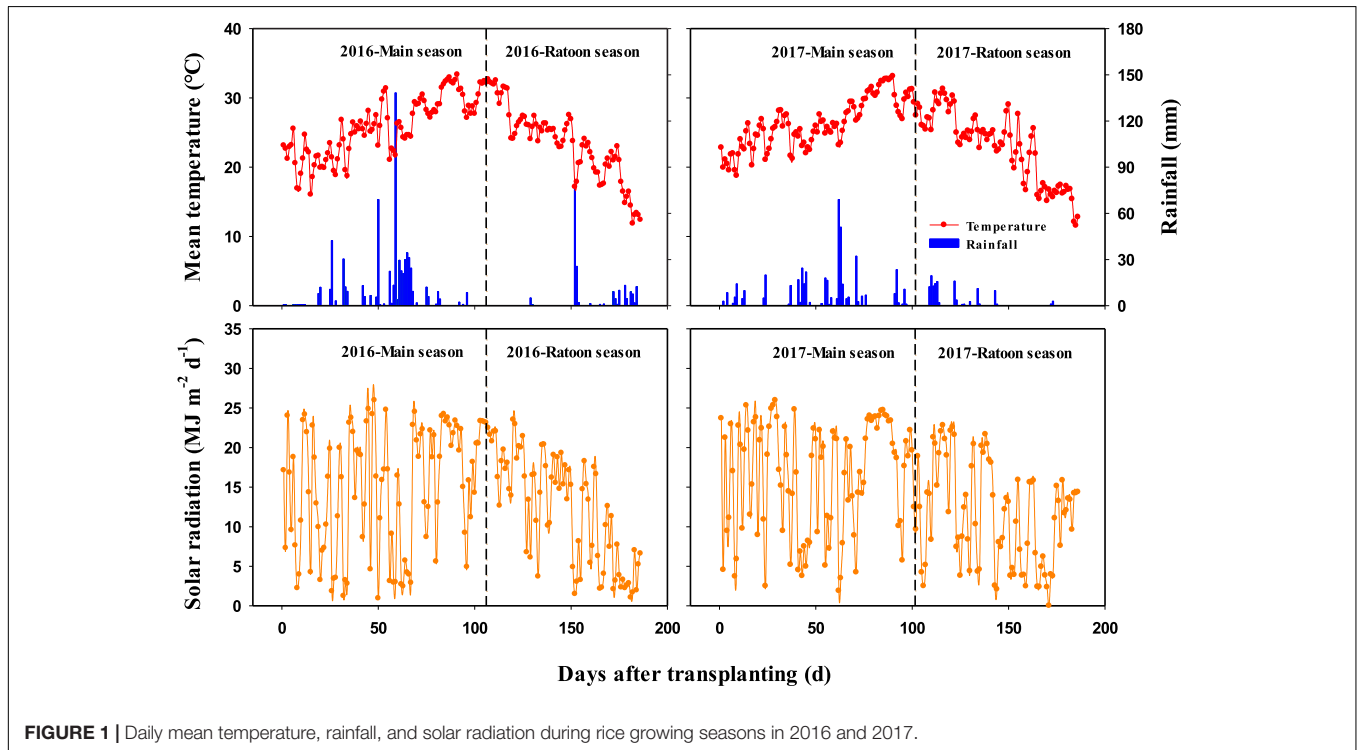 40
30
20
10
0
Mean temperature (°C)
2016-Main season
2016-Ratoon season
2017-Main season
2017-Ratoon season
Temperature
Rainfall
180
150
120
90
60
30
0
Rainfall (mm)
35
30
25
20
15
10
5
0
Solar radiation (MJ m⁻² d⁻¹)
2016-Main season
2016-Ratoon season
2017-Main season
2017-Ratoon season
0 50 100 150 200
0 50 100 150 200
Days after transplanting (d)
FIGURE 1 | Daily mean temperature, rainfall, and solar radiation during rice growing seasons in 2016 and 2017.